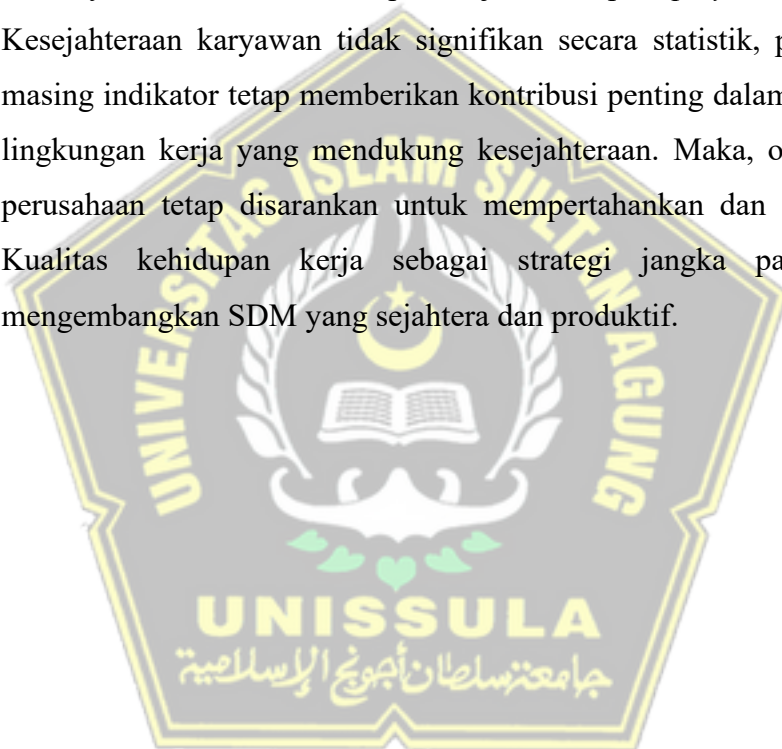 Kesejahteraan karyawan tidak signifikan secara statistik,
masing indikator tetap memberikan kontribusi penting dalam
lingkungan kerja yang mendukung kesejahteraan. Maka,
perusahaan tetap disarankan untuk mempertahankan dan
Kualitas kehidupan kerja sebagai strategi jangka
mengembangkan SDM yang sejahtera dan produktif.
UNIVERSITAS ISLAM SULTAN AGUNG
UNISSULA
جامعة سلطان أجونج الإسلامية